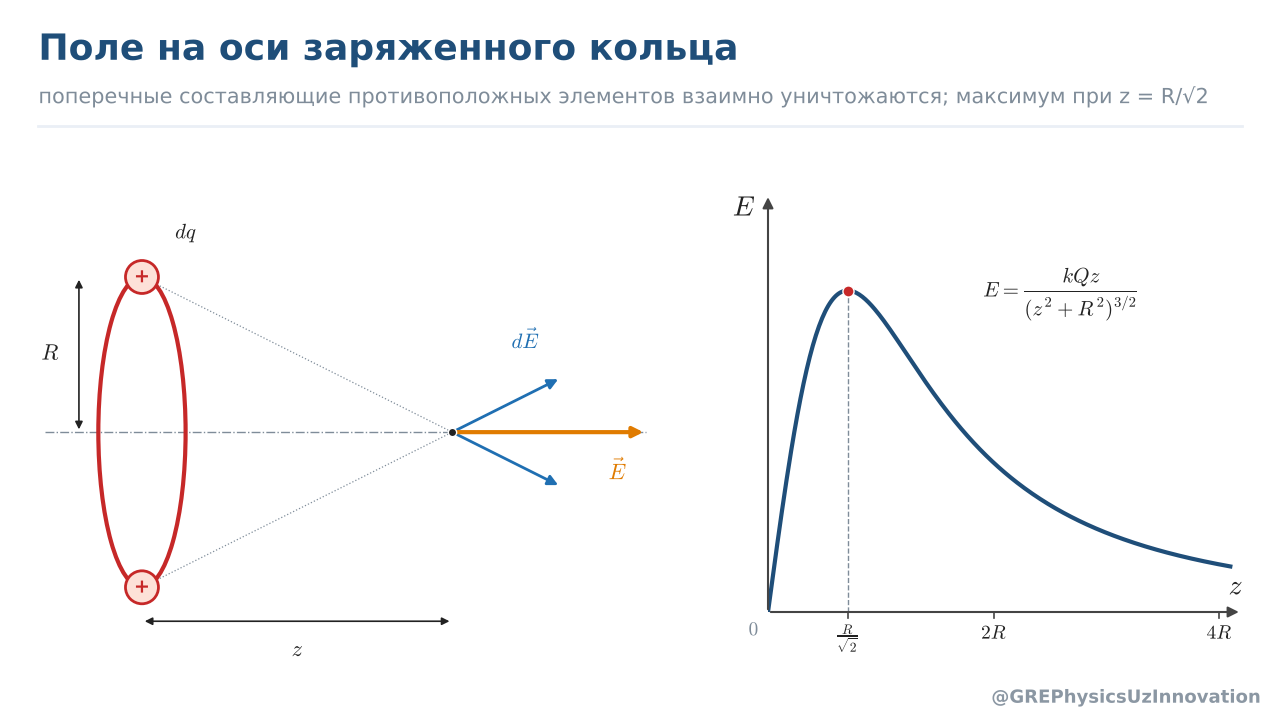 Поле на оси заряженного кольца
поперечные составляющие противоположных элементов взаимно уничтожаются; максимум при z = R/√2
dq
+
R
+
z
dE⃗
E⃗
E
E = kQz / (z² + R²)^{3/2}
z
0
R/√2
2R
4R
@GREPhysicsUzInnovation